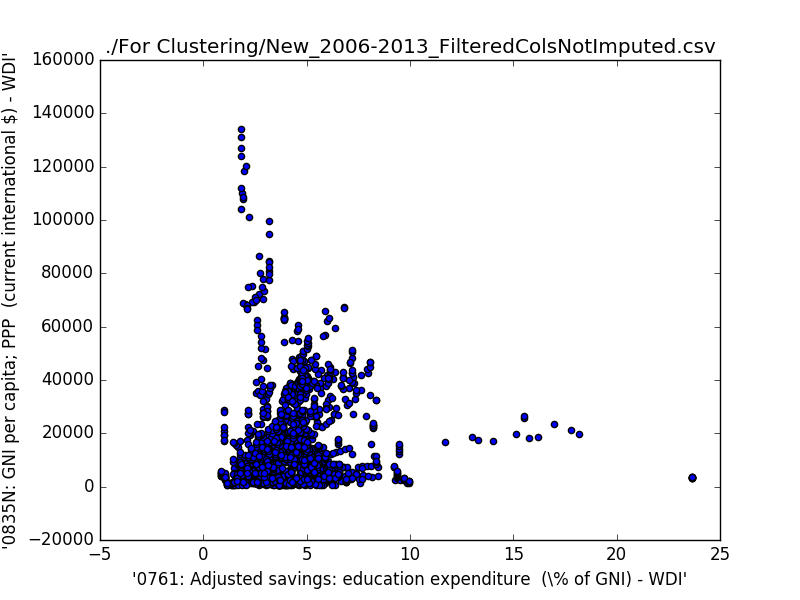 ./For Clustering/New_2006-2013_FilteredColsNotImputed.csv
'0835N: GNI per capita; PPP  (current international $) - WDI'
160000
140000
120000
100000
80000
60000
40000
20000
0
−20000
−5 0 5 10 15 20 25
'0761: Adjusted savings: education expenditure  (\% of GNI) - WDI'